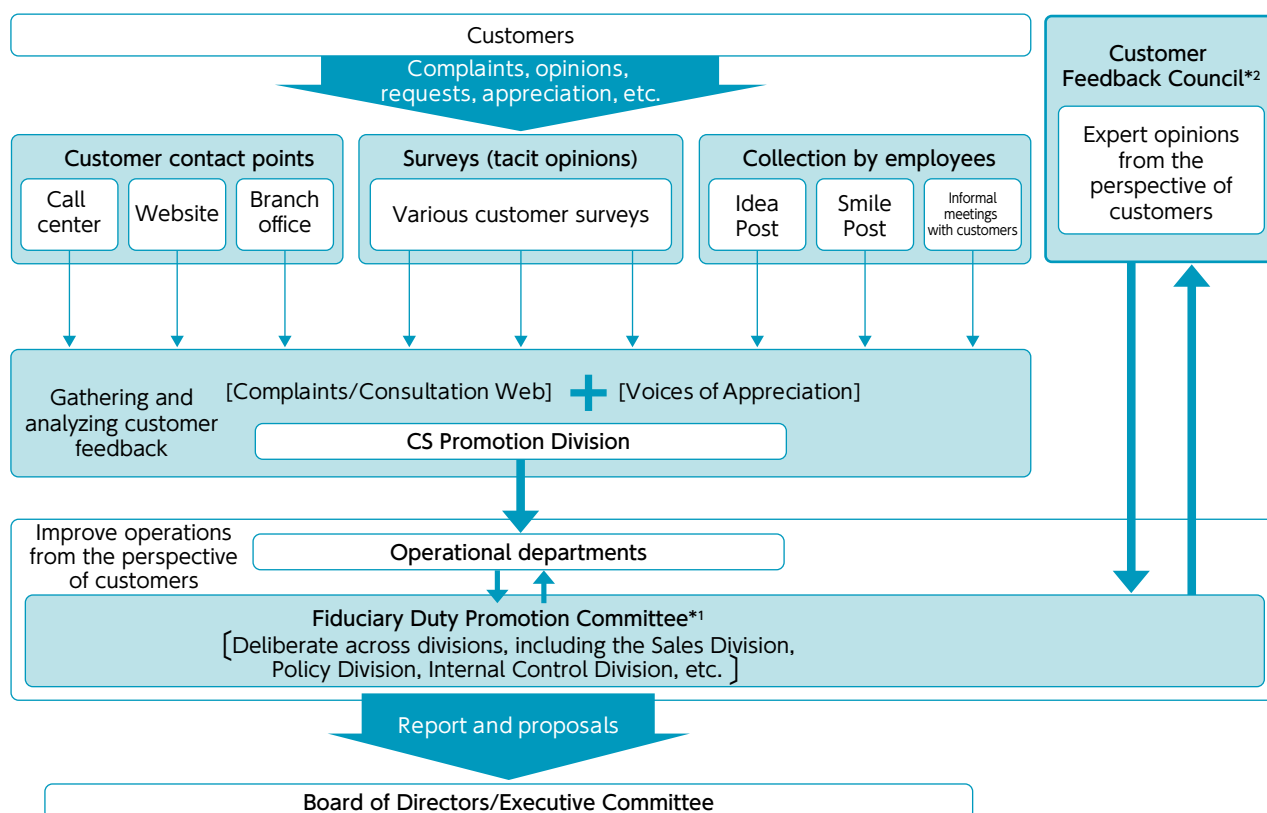 Customers
Complaints, opinions,
requests, appreciation, etc.
Customer
Feedback Council*2
Expert opinions
from the
perspective of
customers
Customer contact points
Call
center
Website
Branch
office
Surveys (tacit opinions)
Various customer surveys
Collection by employees
Idea
Post
Smile
Post
Informal
meetings
with customers
Gathering and
analyzing customer
feedback
[Complaints/Consultation Web] + [Voices of Appreciation]
CS Promotion Division
Improve operations
from the perspective
of customers
Operational departments
Fiduciary Duty Promotion Committee*1
[Deliberate across divisions, including the Sales Division,
Policy Division, Internal Control Division, etc.]
Report and proposals
Board of Directors/Executive Committee